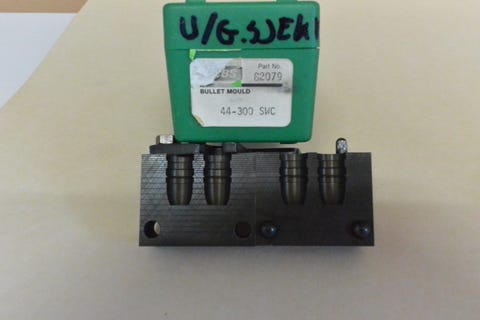 U/G.SJEK
Part No.
82079
BULLET MOULD
44-300 SWC